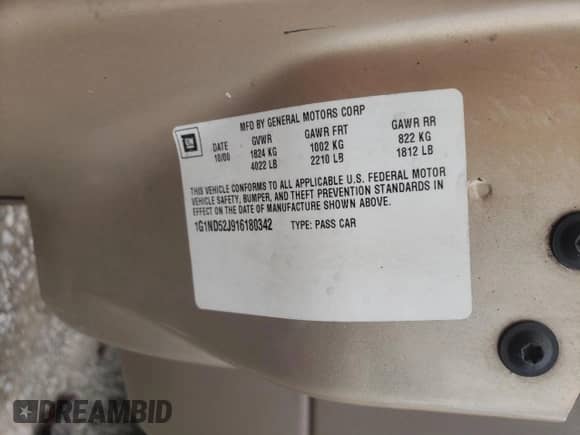 MFD BY GENERAL MOTORS CORP
GM
DATE GVWR GAWR FRT GAWR RR
10/00 1824 KG 1002 KG 822 KG
4022 LB 2210 LB 1812 LB
THIS VEHICLE CONFORMS TO ALL APPLICABLE U.S. FEDERAL MOTOR
VEHICLE SAFETY, BUMPER, AND THEFT PREVENTION STANDARDS IN
EFFECT ON THE DATE OF MANUFACTURE SHOWN ABOVE.
1G1ND52J916180342 TYPE: PASS CAR
DREAMBID